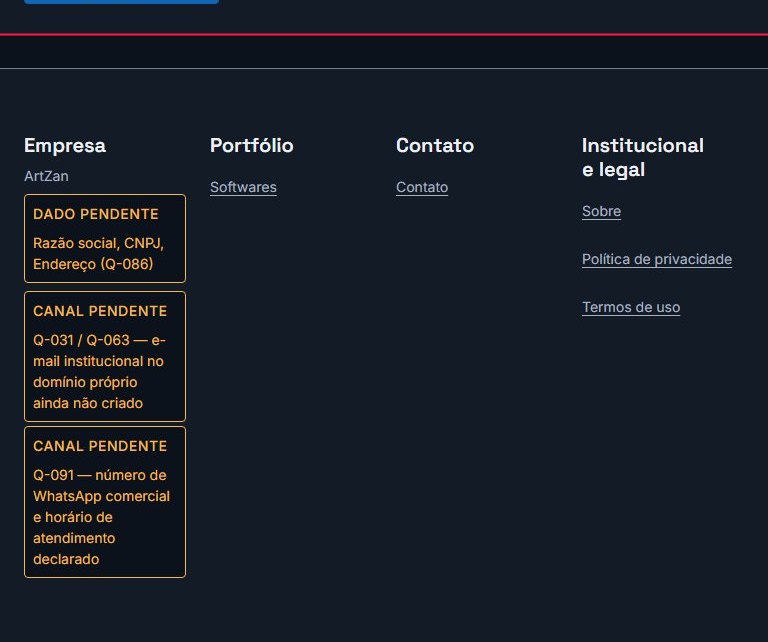 Empresa
ArtZan
DADO PENDENTE
Razão social, CNPJ,
Endereço (Q-086)
CANAL PENDENTE
Q-031 / Q-063 — e-
mail institucional no
domínio próprio
ainda não criado
CANAL PENDENTE
Q-091 — número de
WhatsApp comercial
e horário de
atendimento
declarado
Portfólio
Softwares
Contato
Contato
Institucional
e legal
Sobre
Política de privacidade
Termos de uso